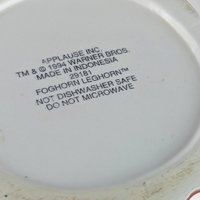 APPLAUSE INC.
TM & © 1994 WARNER BROS.
MADE IN INDONESIA
29181
FOGHORN LEGHORN™
NOT DISHWASHER SAFE
DO NOT MICROWAVE